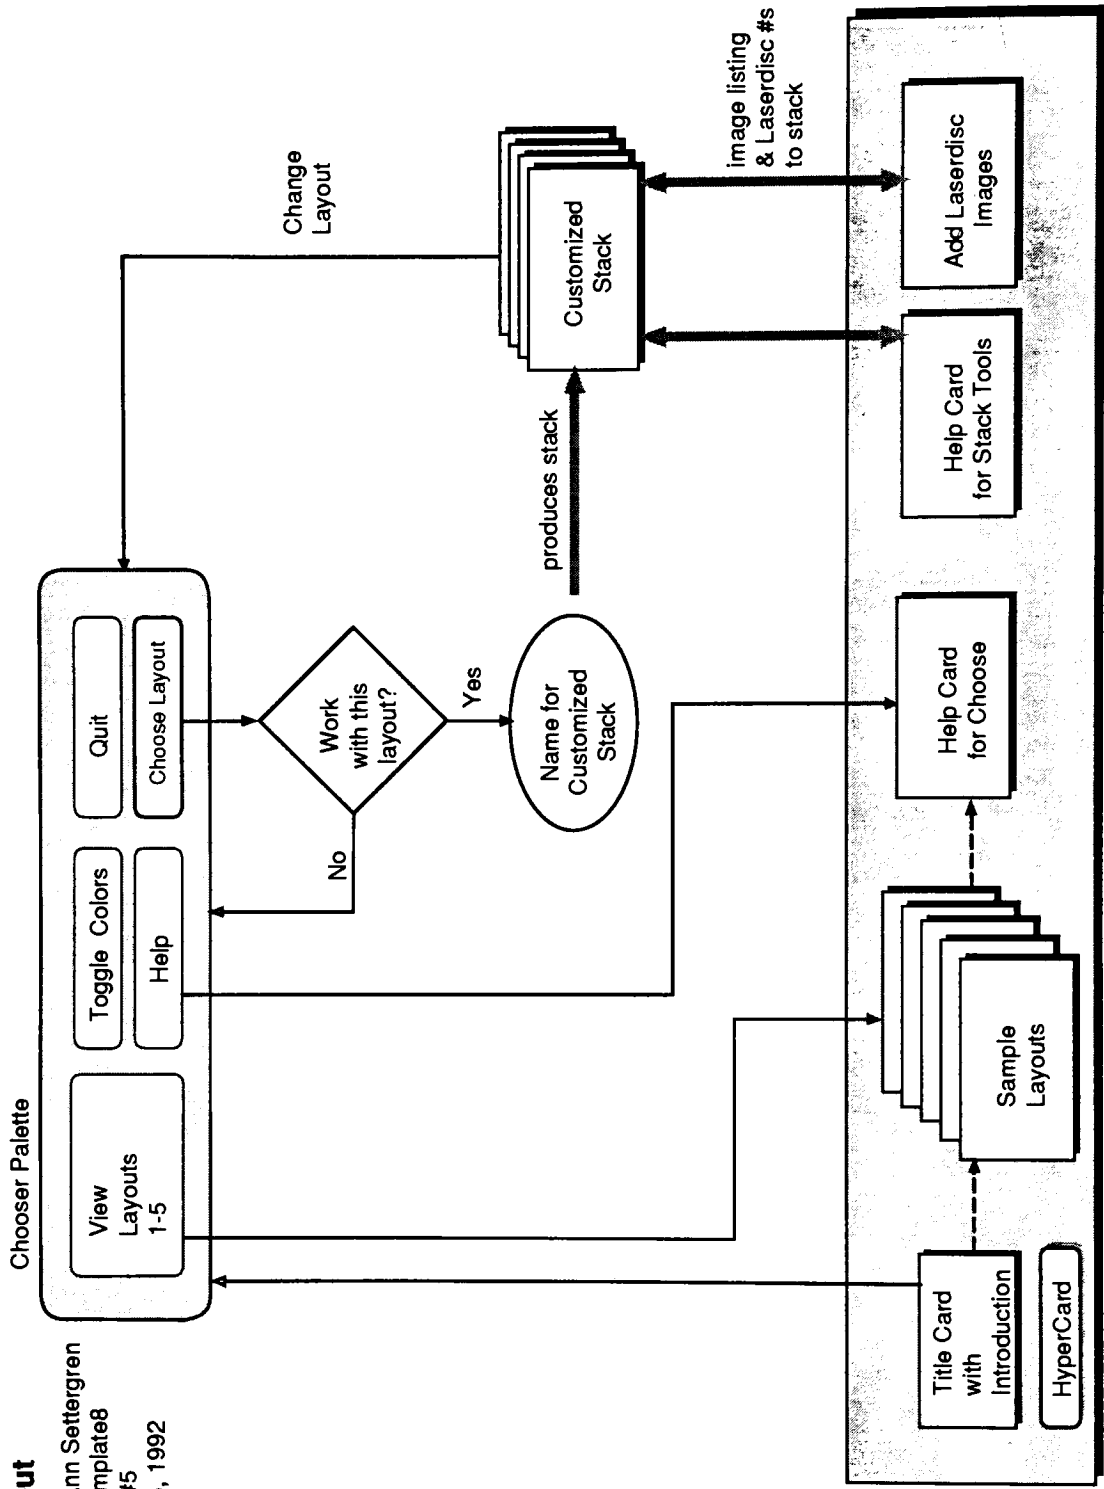 ut
nn Settergren
mplate8
#5
, 1992
Chooser Palette
View
Layouts
1-5
Toggle Colors
Help
Quit
Choose Layout
Change
Layout
No
Work
with this
layout?
Yes
Name for
Customized
Stack
produces stack
Customized
Stack
image listing
& Laserdisc #s
to stack
Title Card
with
Introduction
HyperCard
Sample
Layouts
Help Card
for Choose
Help Card
for Stack Tools
Add Laserdisc
Images